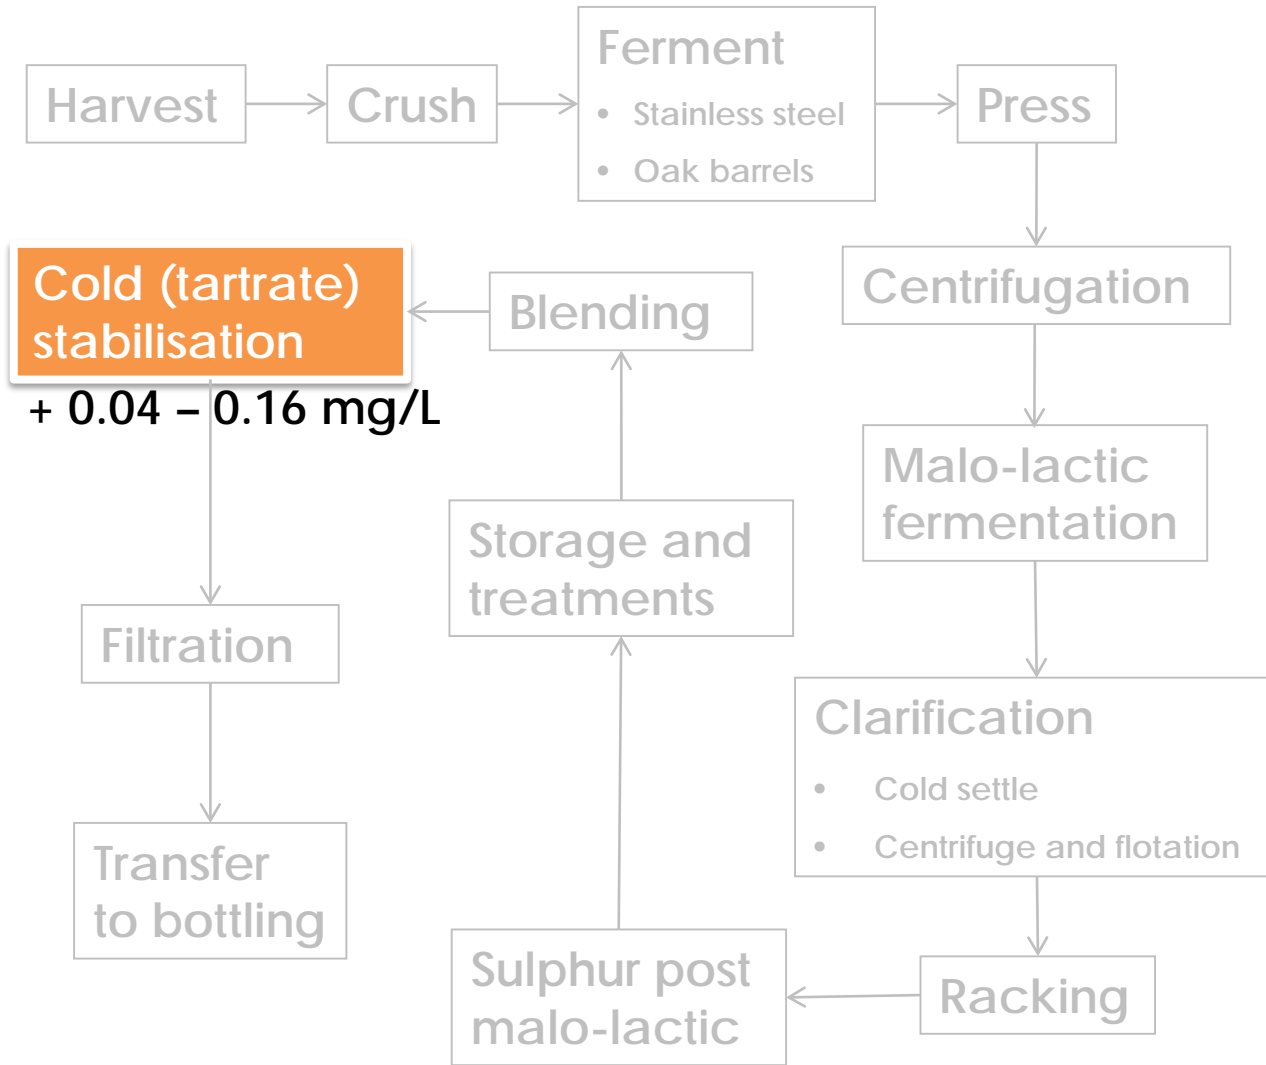 Harvest
Crush
Ferment
• Stainless steel
• Oak barrels
Press
Centrifugation
Malo-lactic
fermentation
Clarification
• Cold settle
• Centrifuge and flotation
Racking
Sulphur post
malo-lactic
Storage and
treatments
Blending
Cold (tartrate)
stabilisation
+ 0.04 – 0.16 mg/L
Filtration
Transfer
to bottling